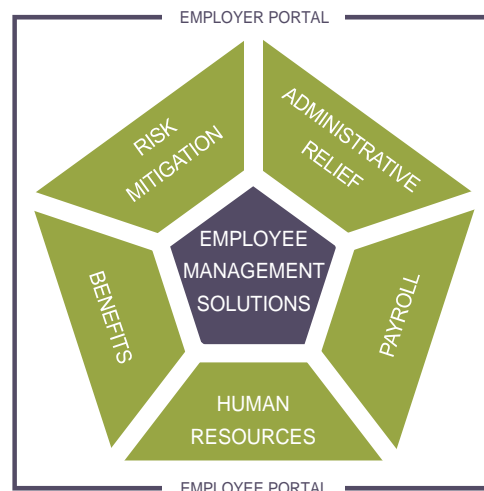 EMPLOYER PORTAL
RISK
MITIGATION
ADMINISTRATIVE
RELIEF
EMPLOYEE
MANAGEMENT
SOLUTIONS
BENEFITS
PAYROLL
HUMAN
RESOURCES
EMPLOYEE PORTAL